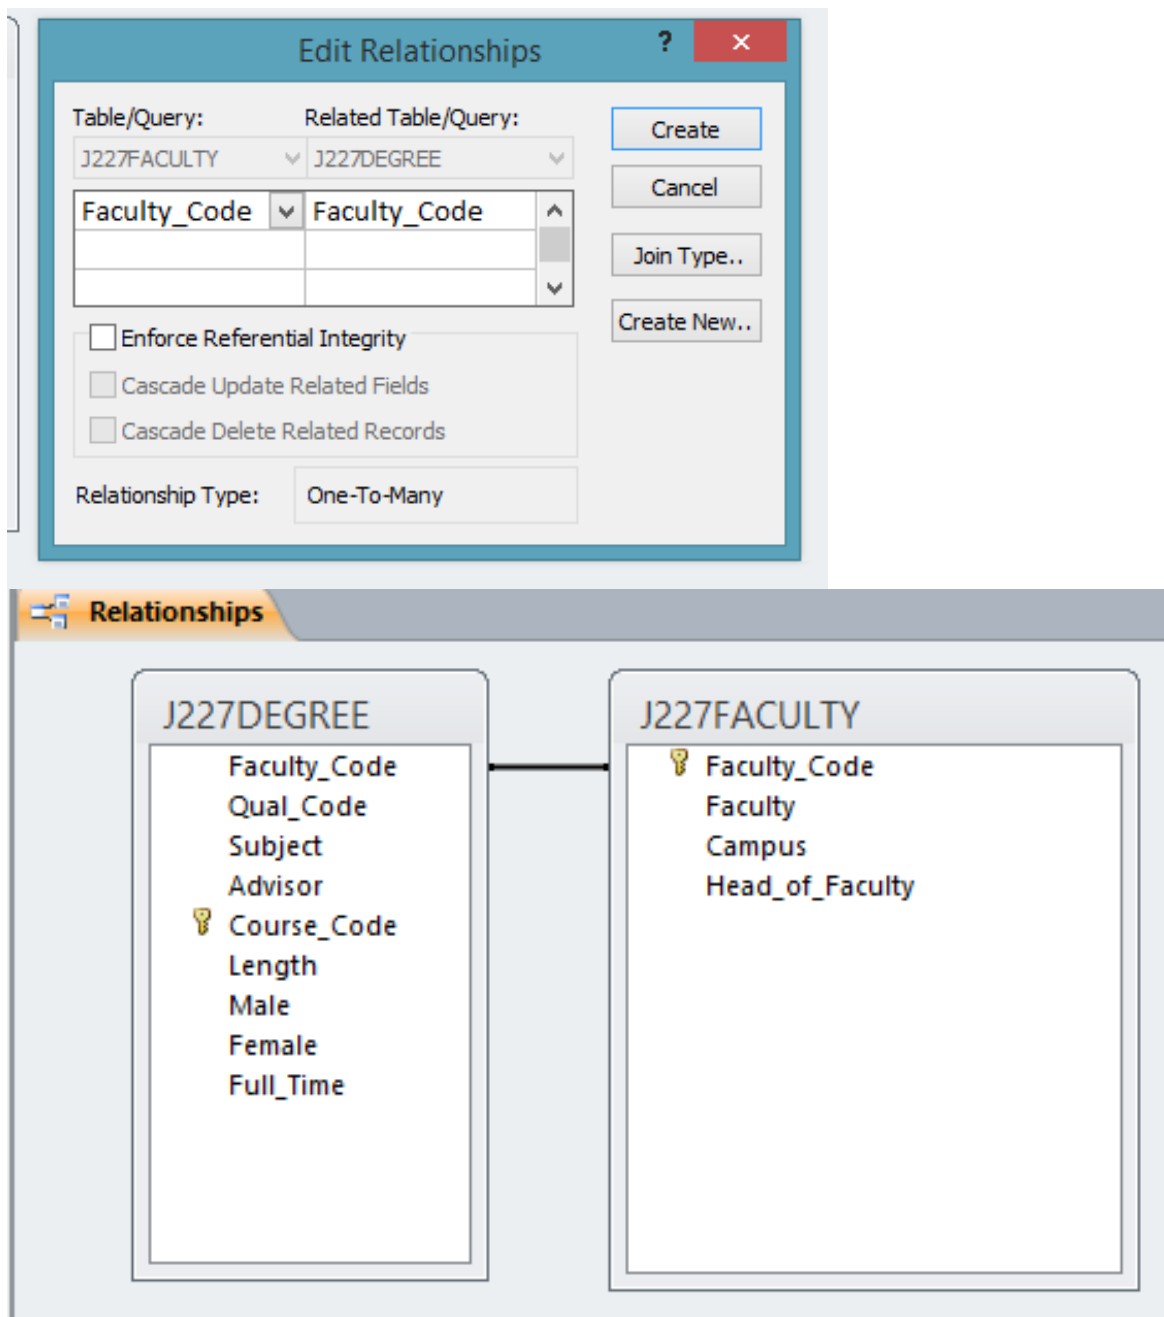 Edit Relationships ? ×
Table/Query: Related Table/Query:
J227FACULTY J227DEGREE
Faculty_Code Faculty_Code
Enforce Referential Integrity
Cascade Update Related Fields
Cascade Delete Related Records
Relationship Type: One-To-Many
Create
Cancel
Join Type..
Create New..
Relationships
J227DEGREE
Faculty_Code
Qual_Code
Subject
Advisor
Course_Code
Length
Male
Female
Full_Time
J227FACULTY
Faculty_Code
Faculty
Campus
Head_of_Faculty